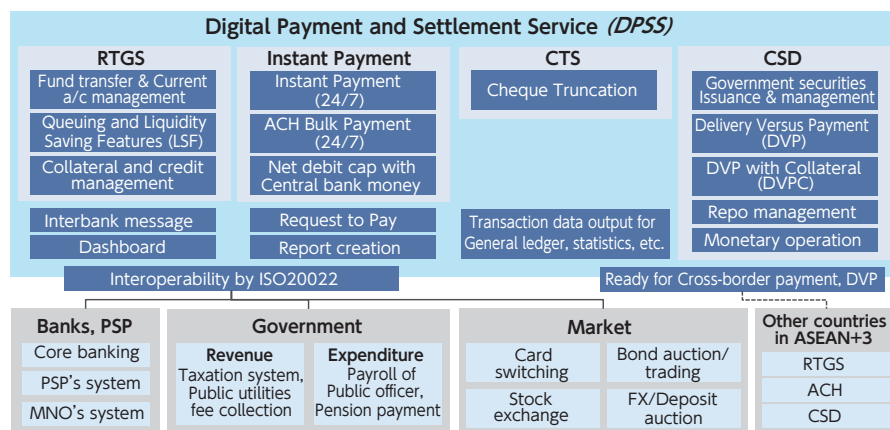 Digital Payment and Settlement Service (DPSS)
RTGS
Fund transfer & Current
a/c management
Queuing and Liquidity
Saving Features (LSF)
Collateral and credit
management
Instant Payment
Instant Payment
(24/7)
ACH Bulk Payment
(24/7)
Net debit cap with
Central bank money
CTS
Cheque Truncation
CSD
Government securities
Issuance & management
Delivery Versus Payment
(DVP)
DVP with Collateral
(DVPC)
Repo management
Monetary operation
Interbank message
Dashboard
Request to Pay
Report creation
Transaction data output for
General ledger, statistics, etc.
Interoperability by ISO20022
Ready for Cross-border payment, DVP
Banks, PSP
Core banking
PSP's system
MNO's system
Government
Revenue
Taxation system,
Public utilities
fee collection
Expenditure
Payroll of
Public officer,
Pension payment
Market
Card
switching
Bond auction/
trading
Stock
exchange
FX/Deposit
auction
Other countries
in ASEAN+3
RTGS
ACH
CSD